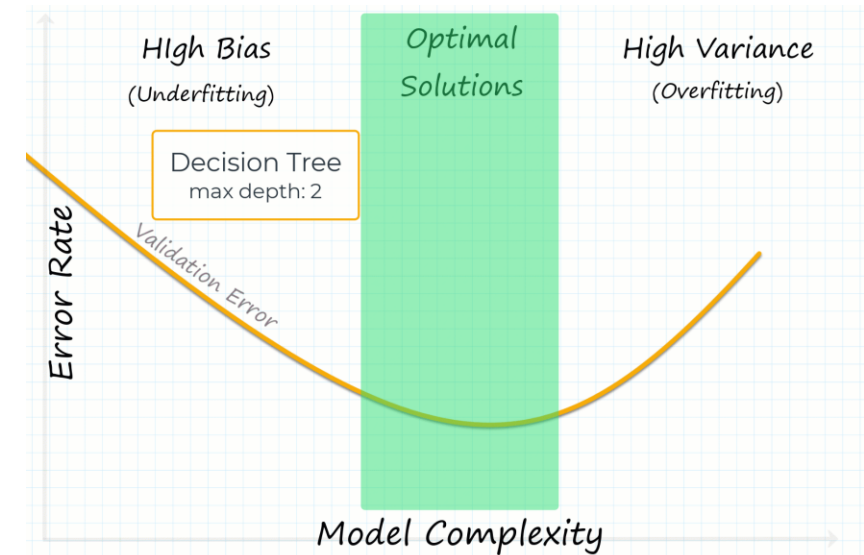 HIgh Bias
(Underfitting)
Optimal
Solutions
High Variance
(Overfitting)
Decision Tree
max depth: 2
Validation Error
Error Rate
Model Complexity